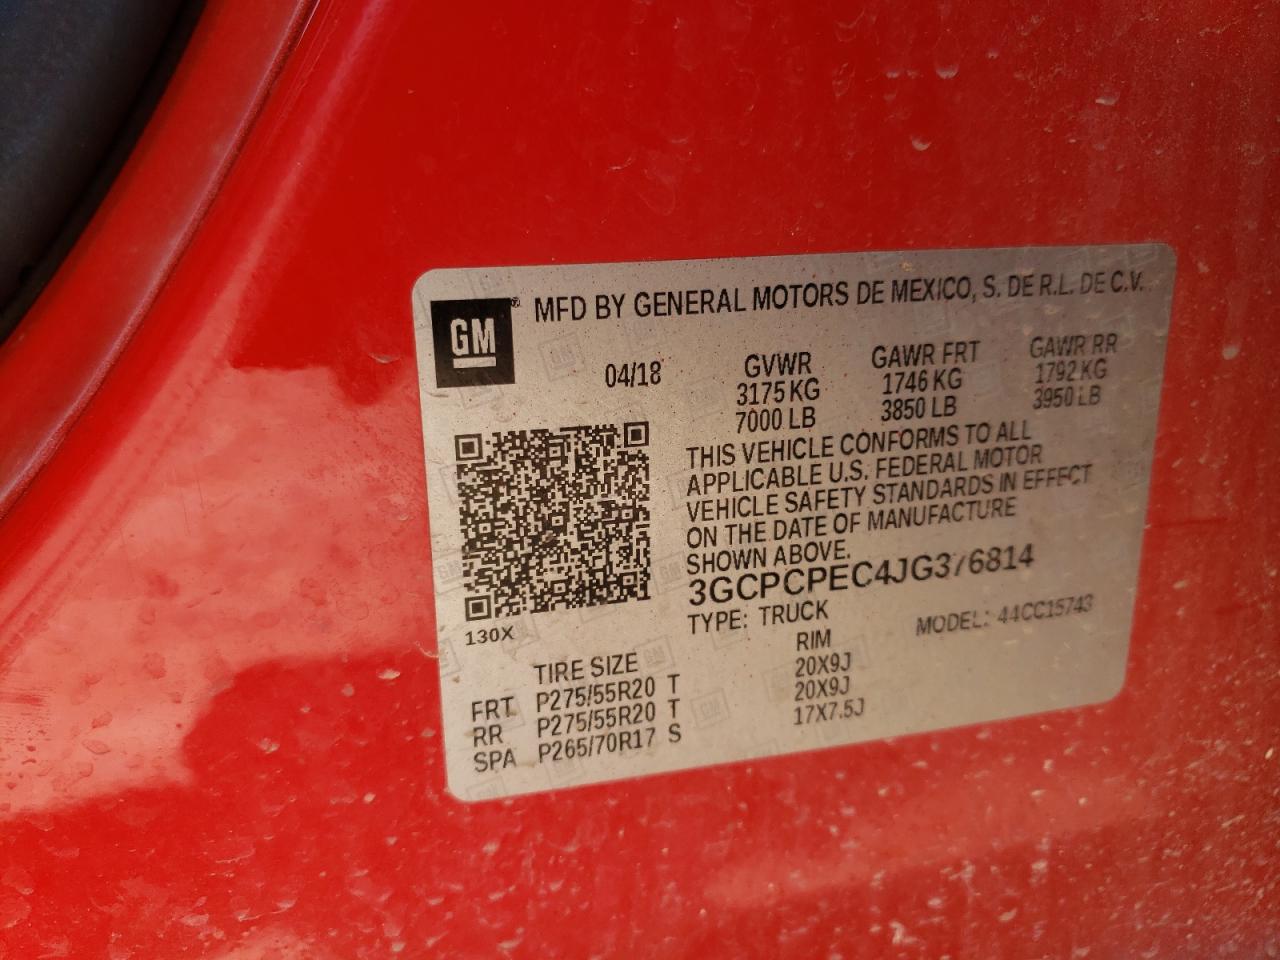 GM ® MFD BY GENERAL MOTORS DE MEXICO, S. DE R.L. DE C.V.
04/18 GVWR GAWR FRT GAWR RR
3175 KG 1746 KG 1792 KG
7000 LB 3850 LB 3950 LB
THIS VEHICLE CONFORMS TO ALL
APPLICABLE U.S. FEDERAL MOTOR
VEHICLE SAFETY STANDARDS IN EFFECT
ON THE DATE OF MANUFACTURE
SHOWN ABOVE.
3GCPCPEC4JG376814
130X
TYPE: TRUCK MODEL: 44CC15743
TIRE SIZE RIM
FRT P275/55R20 T 20X9J
RR P275/55R20 T 20X9J
SPA P265/70R17 S 17X7.5J